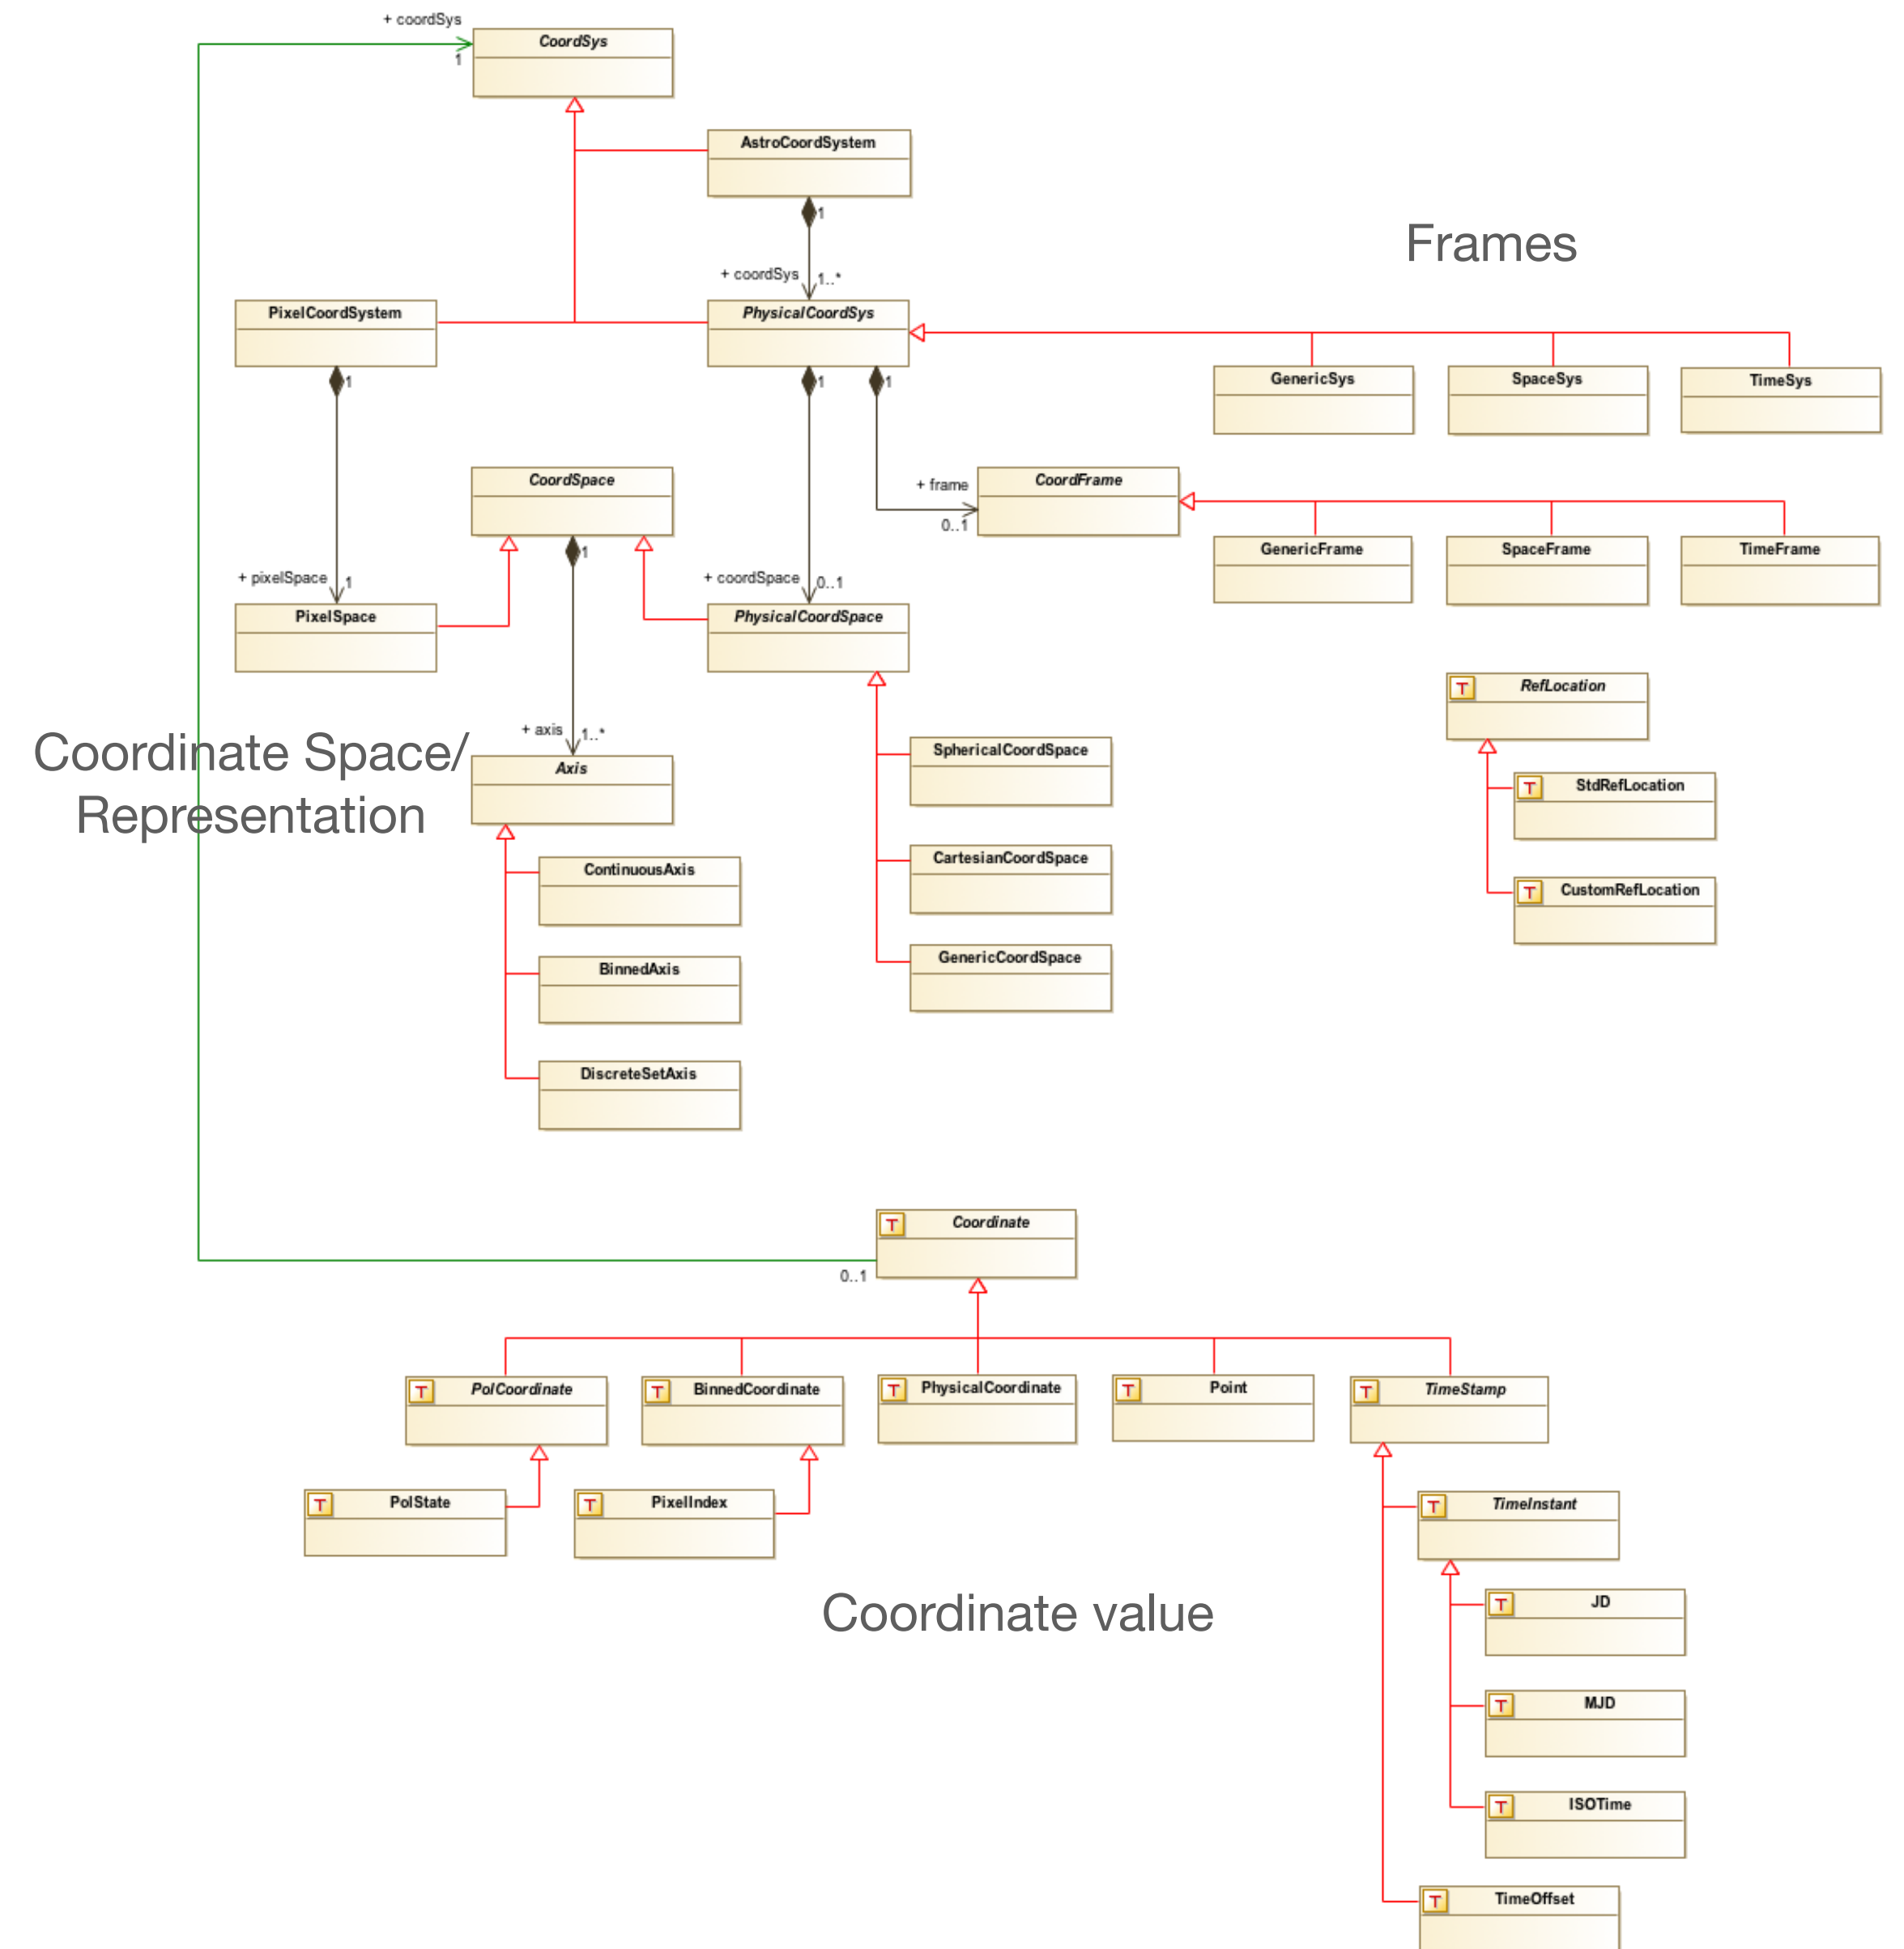 + coordSys
CoordSys
1
AstroCoordSystem
1
Frames
+ coordSys
1..*
PixelCoordSystem
PhysicalCoordSys
1
1
1
GenericSys
SpaceSys
TimeSys
CoordSpace
+ frame
CoordFrame
0..1
1
GenericFrame
SpaceFrame
TimeFrame
+ pixelSpace
1
+ coordSpace
0..1
PixelSpace
PhysicalCoordSpace
T
RefLocation
+ axis
1..*
Coordinate Space/
Representation
Axis
SphericalCoordSpace
T
StdRefLocation
ContinuousAxis
CartesianCoordSpace
T
CustomRefLocation
BinnedAxis
GenericCoordSpace
DiscreteSetAxis
T
Coordinate
0..1
T
PolCoordinate
T
BinnedCoordinate
T
PhysicalCoordinate
T
Point
T
TimeStamp
T
PolState
T
PixelIndex
T
TimeInstant
Coordinate value
T
JD
T
MJD
T
ISOTime
T
TimeOffset